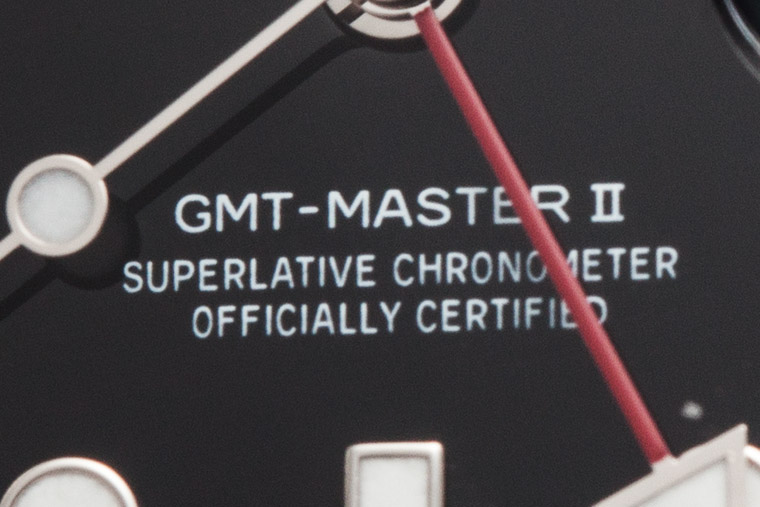 GMT-MASTER II
SUPERLATIVE CHRONOMETER
OFFICIALLY CERTIFIED